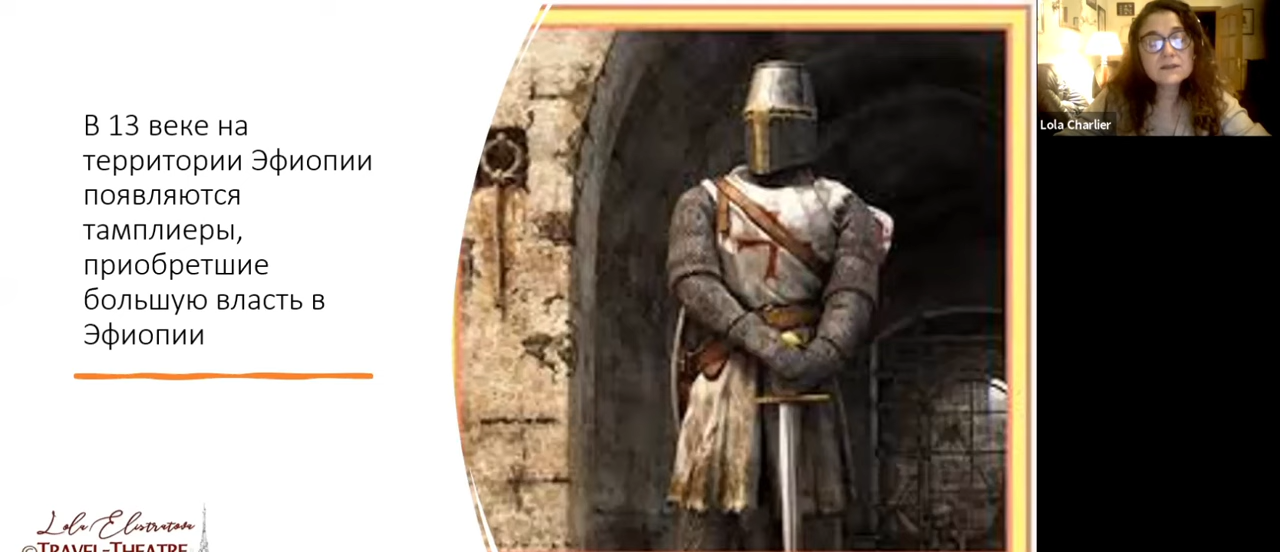 В 13 веке на
территории Эфиопии
появляются
тамплиеры,
приобретшие
большую власть в
Эфиопии
Lola Charlier
Lola Elistratova
©TRAVEL-THEATRE